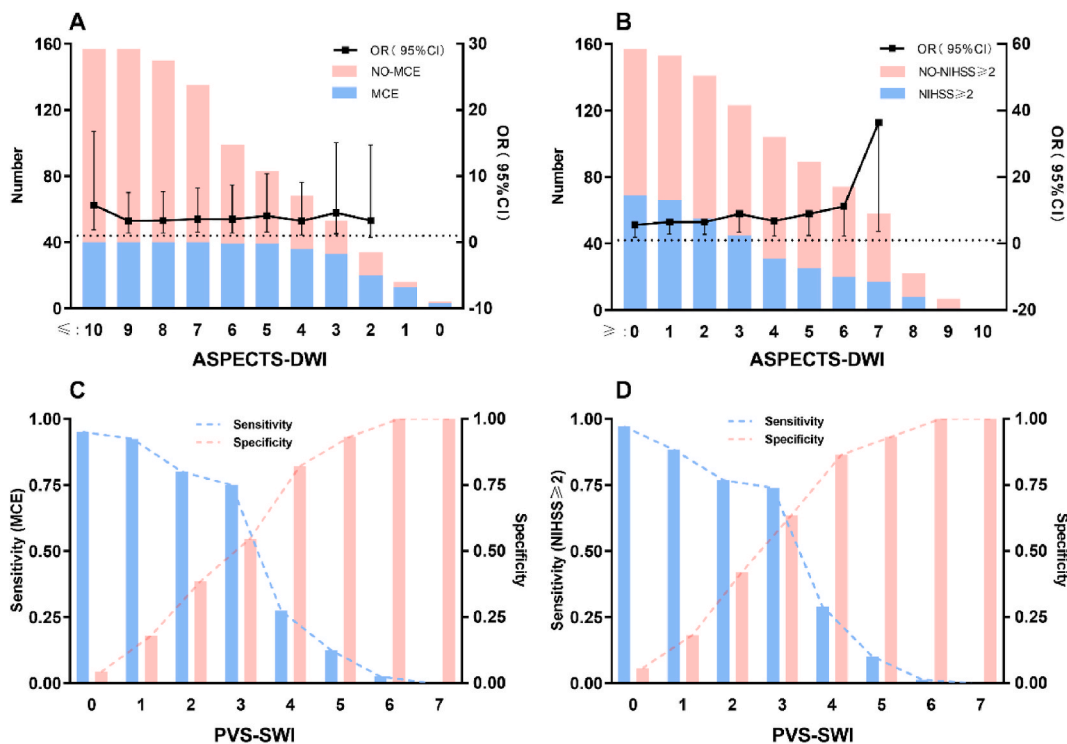 A
160
120
80
40
0
Number
30
20
10
0
-10
OR( 95%CI)
OR( 95%CI)
NO-MCE
MCE
≤ : 10 9 8 7 6 5 4 3 2 1 0
ASPECTS-DWI
B
160
120
80
40
0
Number
60
40
20
0
-20
OR( 95%CI)
OR( 95%CI)
NO-NIHSS≥2
NIHSS≥2
≥ : 0 1 2 3 4 5 6 7 8 9 10
ASPECTS-DWI
C
1.00
0.75
0.50
0.25
0.00
Sensitivity (MCE)
1.00
0.75
0.50
0.25
0.00
Specificity
Sensitivity
Specificity
0 1 2 3 4 5 6 7
PVS-SWI
D
1.00
0.75
0.50
0.25
0.00
Sensitivity (NIHSS ≥ 2)
1.00
0.75
0.50
0.25
0.00
Specificity
Sensitivity
Specificity
0 1 2 3 4 5 6 7
PVS-SWI